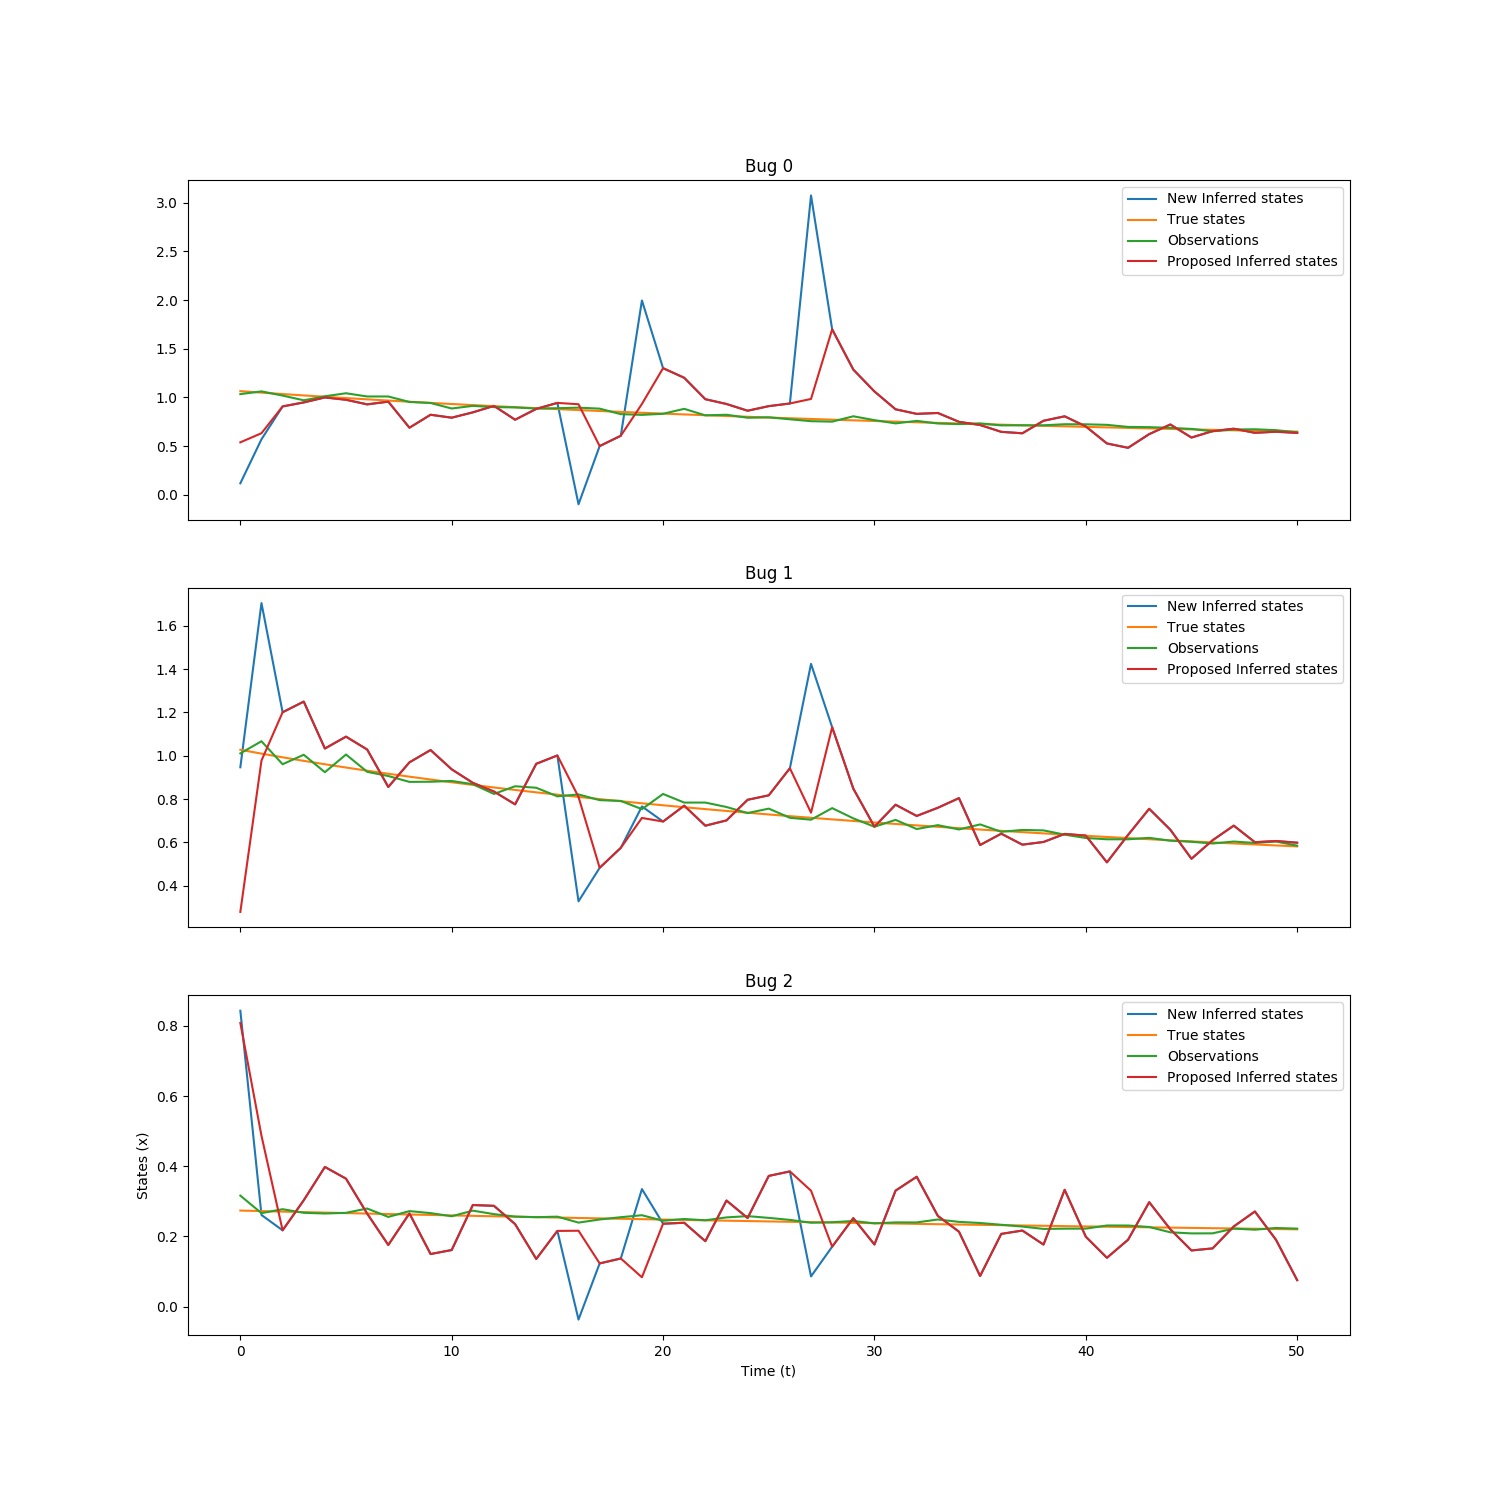 Bug 0
3.0
2.5
2.0
1.5
1.0
0.5
0.0
New Inferred states
True states
Observations
Proposed Inferred states
Bug 1
1.6
1.4
1.2
1.0
0.8
0.6
0.4
New Inferred states
True states
Observations
Proposed Inferred states
Bug 2
States (x)
0.8
0.6
0.4
0.2
0.0
New Inferred states
True states
Observations
Proposed Inferred states
0 10 20 30 40 50
Time (t)